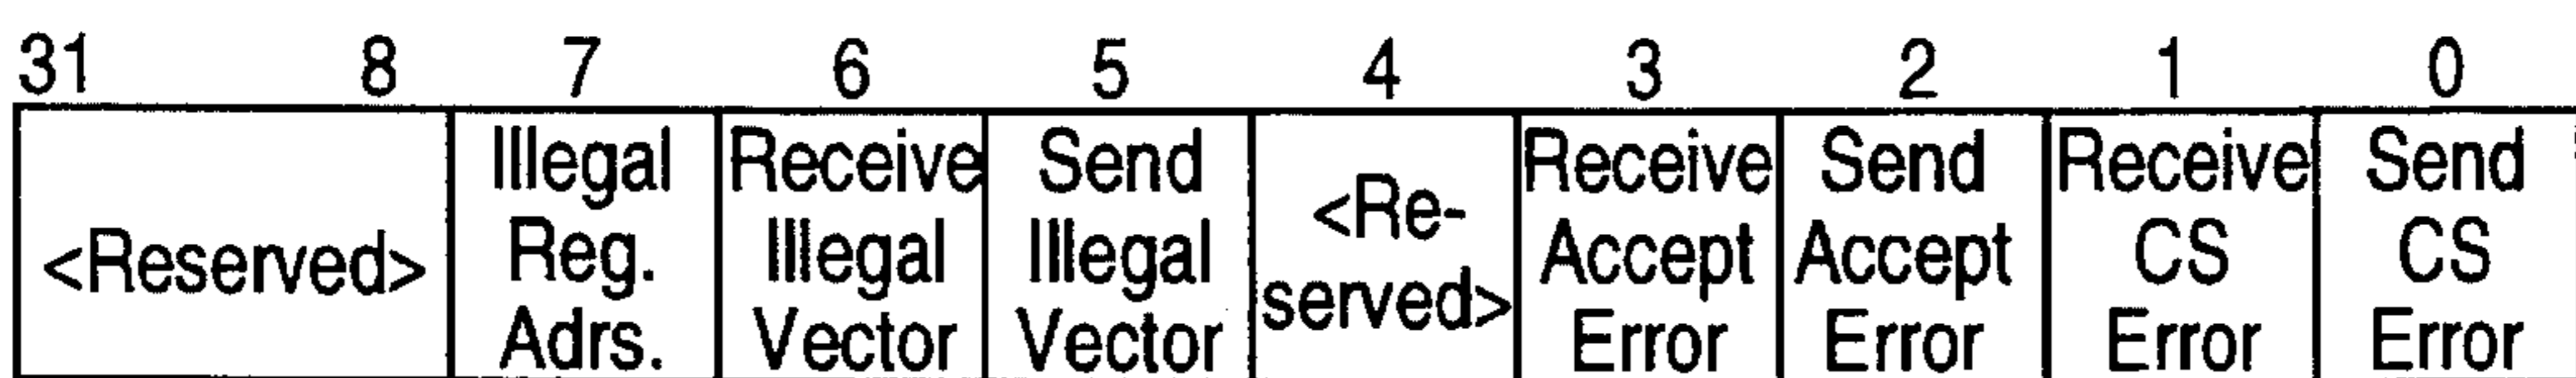 31 8 7 6 5 4 3 2 1 0
<Reserved>
Illegal
Reg.
Adrs.
Receive
Illegal
Vector
Send
Illegal
Vector
<Re-
served>
Receive
Accept
Error
Send
Accept
Error
Receive
CS
Error
Send
CS
Error